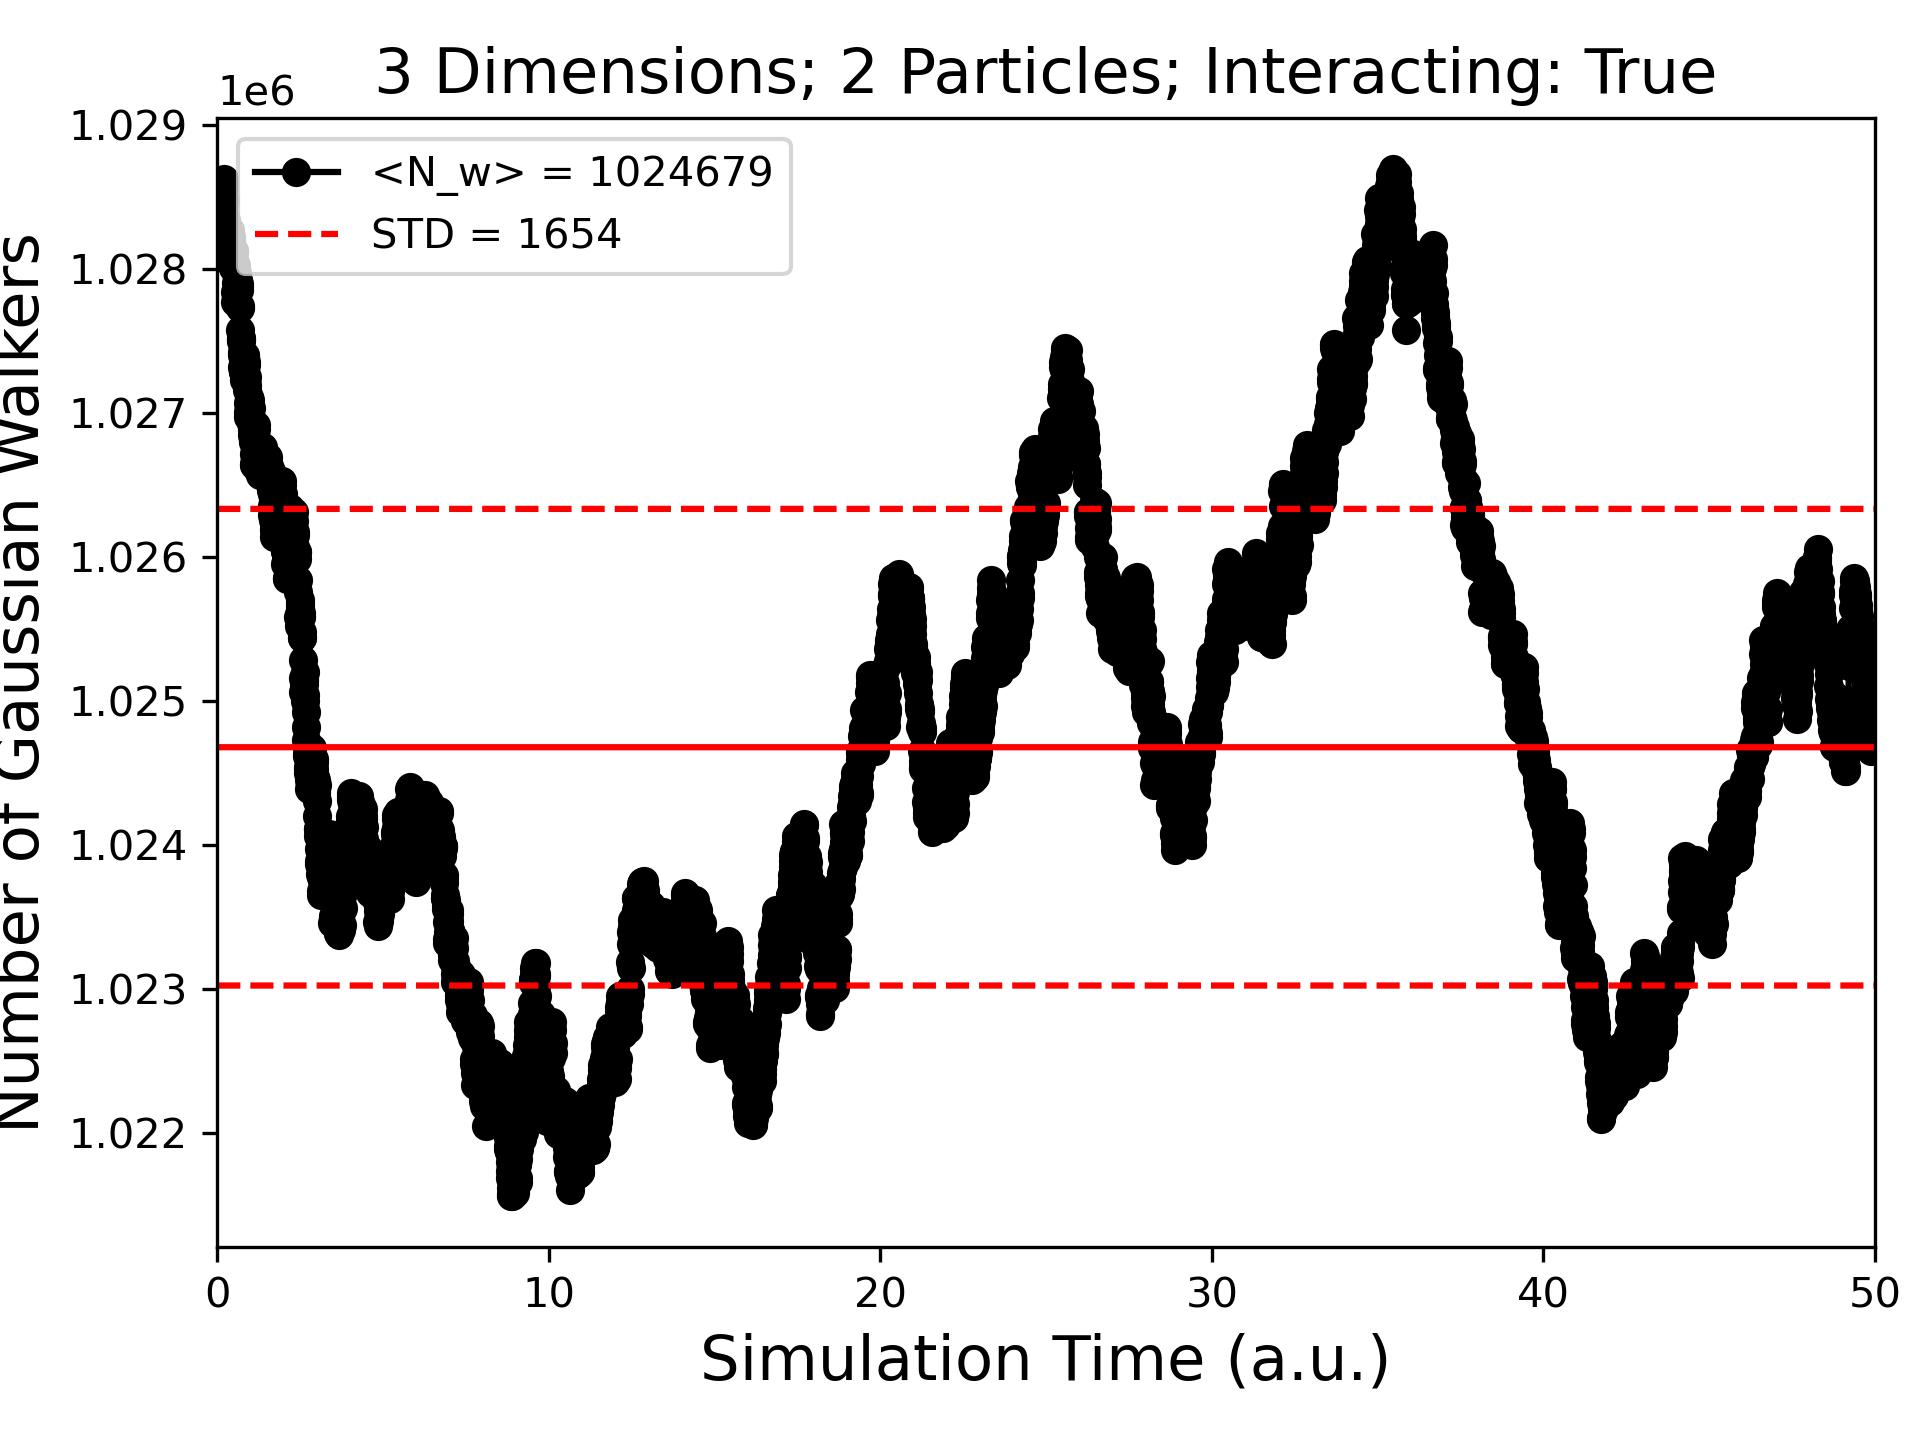 3 Dimensions; 2 Particles; Interacting: True
1e6
<N_w> = 1024679
STD = 1654
1.029
1.028
1.027
1.026
1.025
1.024
1.023
1.022
Number of Gaussian Walkers
0 10 20 30 40 50
Simulation Time (a.u.)